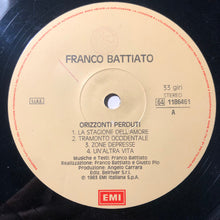 FRANCO BATTIATO
33 giri
STEREO
S.I.A.E.
64 1186461
A
ORIZZONTI PERDUTI
1. LA STAGIONE DELL'AMORE
2. TRAMONTO OCCIDENTALE
3. ZONE DEPRESSE
4. UN'ALTRA VITA
Musiche e Testi: Franco Battiato
Realizzazione: Franco Battiato e Giusto Pio
Produzione: Angelo Carrara
Ediz. Belriver S.r.l.
℗ 1983 EMI Italiana S.p.A.
EMI